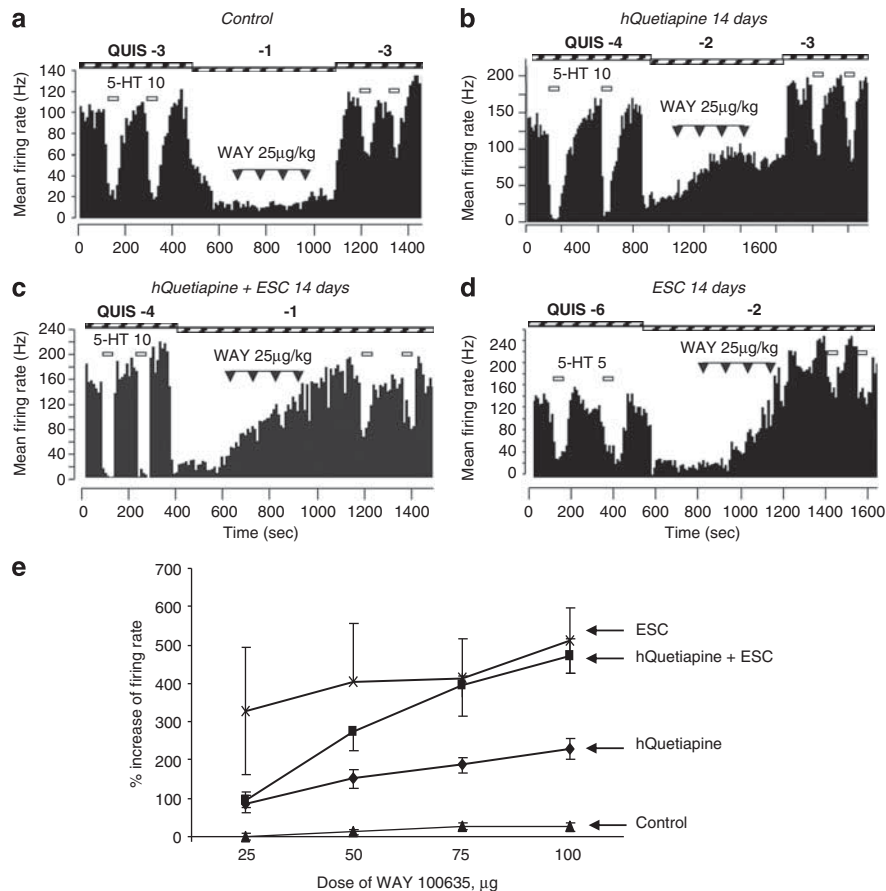 a
Control
QUIS -3
-1
-3
5-HT 10
WAY 25µg/kg
Mean firing rate (Hz)
140
120
100
80
60
40
20
0
0 200 400 600 800 1000 1200 1400
b
hQuetiapine 14 days
QUIS -4
-2
-3
5-HT 10
WAY 25µg/kg
Mean firing rate (Hz)
200
150
100
50
0
0 200 400 600 800 1000 1200 1600
c
hQuetiapine + ESC 14 days
QUIS -4
-1
5-HT 10
WAY 25µg/kg
Mean firing rate (Hz)
240
200
160
120
80
40
0
0 200 400 600 800 1000 1200 1400
Time (sec)
d
ESC 14 days
QUIS -6
-2
5-HT 5
WAY 25µg/kg
Mean firing rate (Hz)
240
200
160
120
80
40
0
0 200 400 600 800 1000 1200 1400 1600
Time (sec)
e
% increase of firing rate
700
600
500
400
300
200
100
0
ESC
hQuetiapine + ESC
hQuetiapine
Control
25 50 75 100
Dose of WAY 100635, µg